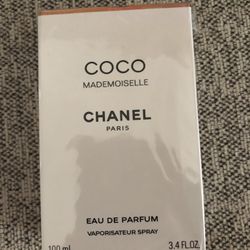 COCO
MADEMOISELLE
CHANEL
PARIS
EAU DE PARFUM
VAPORISATEUR SPRAY
100 ml 3.4 FL.OZ